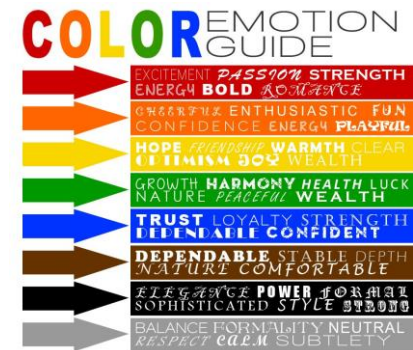 COLOR EMOTION
GUIDE
EXCITEMENT PASSION STRENGTH
ENERGY BOLD ROMANCE
CHEERFUL ENTHUSIASTIC FUN
CONFIDENCE ENERGY PLAYFUL
HOPE FRIENDSHIP WARMTH CLEAR
OPTIMISM JOY WEALTH
GROWTH HARMONY HEALTH LUCK
NATURE PEACEFUL WEALTH
TRUST LOYALTY STRENGTH
DEPENDABLE CONFIDENT
DEPENDABLE STABLE DEPTH
NATURE COMFORTABLE
ELEGANCE POWER FORMAL
SOPHISTICATED STYLE STRONG
BALANCE FORMALITY NEUTRAL
RESPECT CALM SUBTLETY